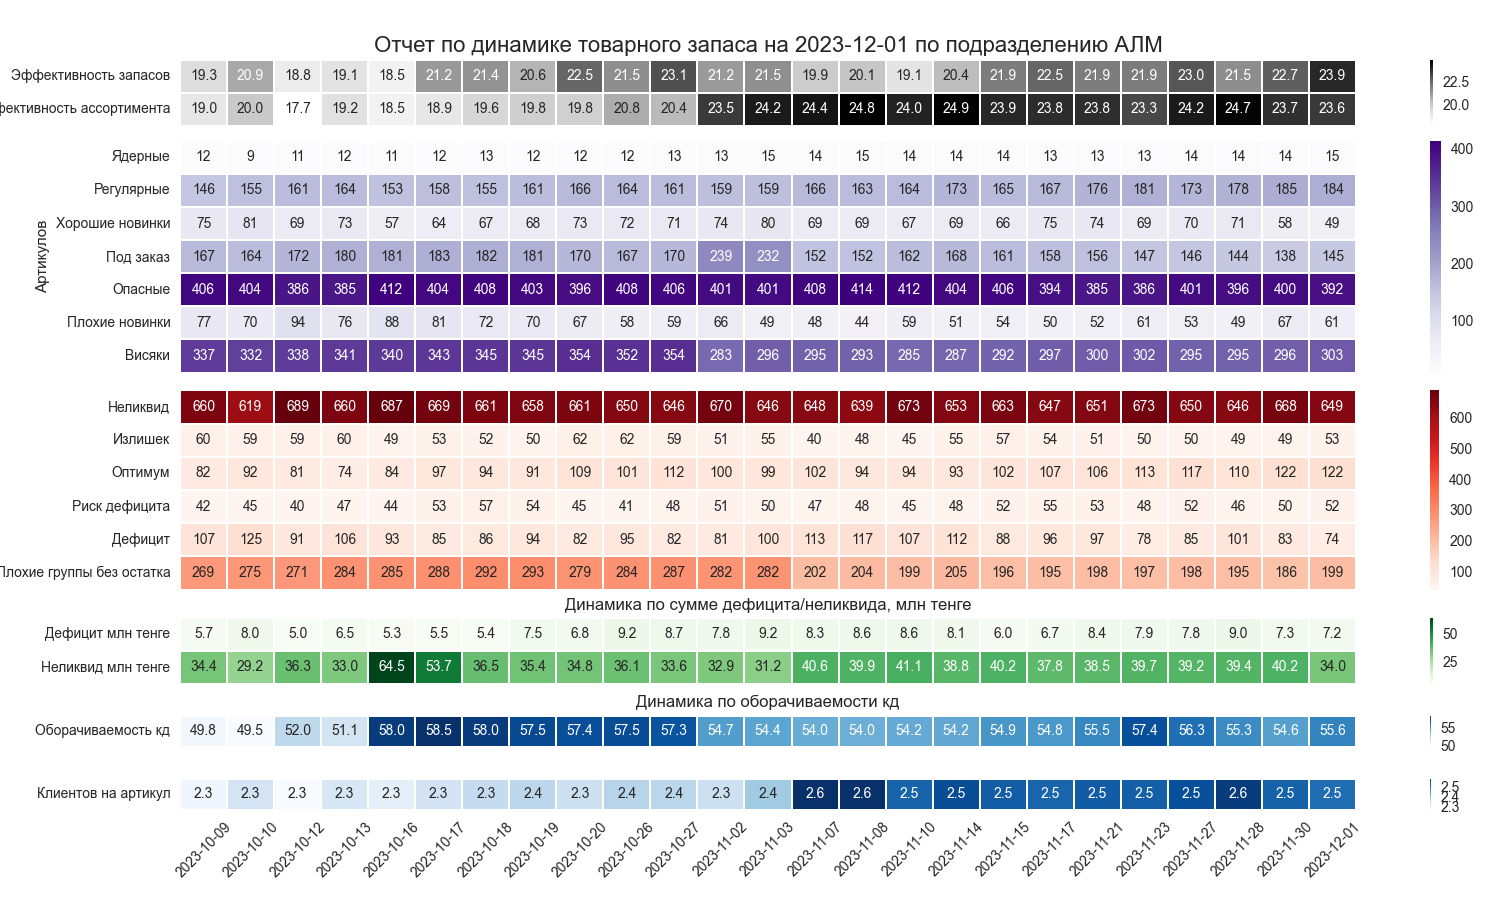 Отчет по динамике товарного запаса на 2023-12-01 по подразделению АЛМ
Эффективность запасов 19.3 20.9 18.8 19.1 18.5 21.2 21.4 20.6 22.5 21.5 23.1 21.2 21.5 19.9 20.1 19.1 20.4 21.9 22.5 21.9 21.9 23.0 21.5 22.7 23.9
фективность ассортимента 19.0 20.0 17.7 19.2 18.5 18.9 19.6 19.8 19.8 20.8 20.4 23.5 24.2 24.4 24.8 24.0 24.9 23.9 23.8 23.8 23.3 24.2 24.7 23.7 23.6
22.5
20.0
Артикулов
Ядерные 12 9 11 12 11 12 13 12 12 12 13 13 15 14 15 14 14 14 13 13 13 14 14 14 15
Регулярные 146 155 161 164 153 158 155 161 166 164 161 159 159 166 163 164 173 165 167 176 181 173 178 185 184
Хорошие новинки 75 81 69 73 57 64 67 68 73 72 71 74 80 69 69 67 69 66 75 74 69 70 71 58 49
Под заказ 167 164 172 180 181 183 182 181 170 167 170 239 232 152 152 162 168 161 158 156 147 146 144 138 145
Опасные 406 404 386 385 412 404 408 403 396 408 406 401 401 408 414 412 404 406 394 385 386 401 396 400 392
Плохие новинки 77 70 94 76 88 81 72 70 67 58 59 66 49 48 44 59 51 54 50 52 61 53 49 67 61
Висяки 337 332 338 341 340 343 345 345 354 352 354 283 296 295 293 285 287 292 297 300 302 295 295 296 303
400
300
200
100
Неликвид 660 619 689 660 687 669 661 658 661 650 646 670 646 648 639 673 653 663 647 651 673 650 646 668 649
Излишек 60 59 59 60 49 53 52 50 62 62 59 51 55 40 48 45 55 57 54 51 50 50 49 49 53
Оптимум 82 92 81 74 84 97 94 91 109 101 112 100 99 102 94 94 93 102 107 106 113 117 110 122 122
Риск дефицита 42 45 40 47 44 53 57 54 45 41 48 51 50 47 48 45 48 52 55 53 48 52 46 50 52
Дефицит 107 125 91 106 93 85 86 94 82 95 82 81 100 113 117 107 112 88 96 97 78 85 101 83 74
Плохие группы без остатка 269 275 271 284 285 288 292 293 279 284 287 282 282 202 204 199 205 196 195 198 197 198 195 186 199
600
500
400
300
200
100
Динамика по сумме дефицита/неликвида, млн тенге
Дефицит млн тенге 5.7 8.0 5.0 6.5 5.3 5.5 5.4 7.5 6.8 9.2 8.7 7.8 9.2 8.3 8.6 8.6 8.1 6.0 6.7 8.4 7.9 7.8 9.0 7.3 7.2
Неликвид млн тенге 34.4 29.2 36.3 33.0 64.5 53.7 36.5 35.4 34.8 36.1 33.6 32.9 31.2 40.6 39.9 41.1 38.8 40.2 37.8 38.5 39.7 39.2 39.4 40.2 34.0
50
25
Динамика по оборачиваемости кд
Оборачиваемость кд 49.8 49.5 52.0 51.1 58.0 58.5 58.0 57.5 57.4 57.5 57.3 54.7 54.4 54.0 54.0 54.2 54.2 54.9 54.8 55.5 57.4 56.3 55.3 54.6 55.6
55
50
Клиентов на артикул 2.3 2.3 2.3 2.3 2.3 2.3 2.3 2.4 2.3 2.4 2.4 2.3 2.4 2.6 2.6 2.5 2.5 2.5 2.5 2.5 2.5 2.5 2.6 2.5 2.5
2.5
2.4
2.3
2023-10-09 2023-10-10 2023-10-12 2023-10-13 2023-10-16 2023-10-17 2023-10-18 2023-10-19 2023-10-20 2023-10-26 2023-10-27 2023-11-02 2023-11-03 2023-11-07 2023-11-08 2023-11-10 2023-11-14 2023-11-15 2023-11-17 2023-11-21 2023-11-23 2023-11-27 2023-11-28 2023-11-30 2023-12-01